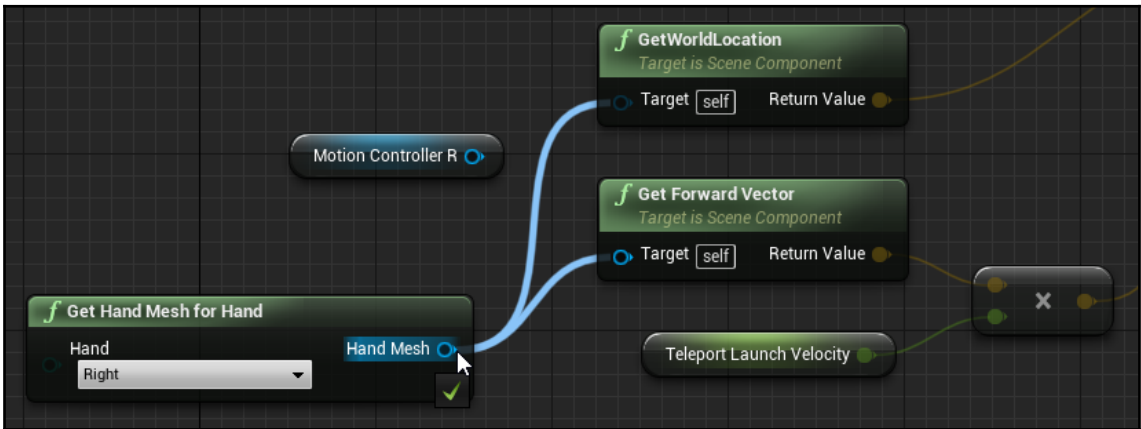 f GetWorldLocation
Target is Scene Component
Target self Return Value
Motion Controller R
f Get Forward Vector
Target is Scene Component
Target self Return Value
f Get Hand Mesh for Hand
Hand Hand Mesh
Right
×
Teleport Launch Velocity